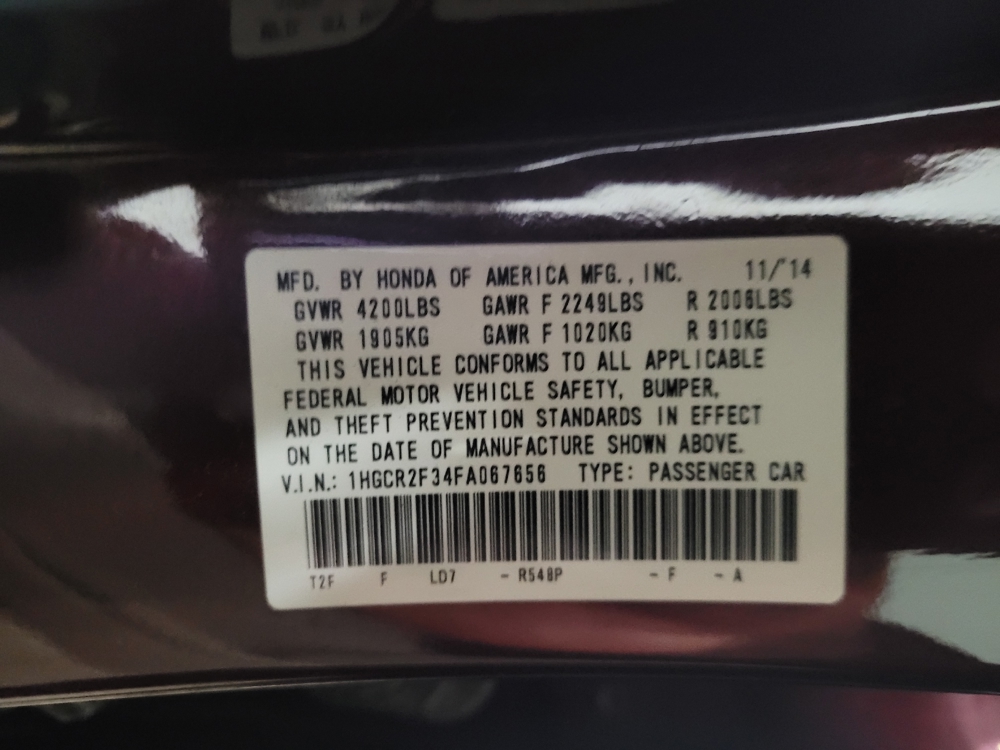 MFD. BY HONDA OF AMERICA MFG., INC. 11/'14
GVWR 4200LBS GAWR F 2249LBS R 2006LBS
GVWR 1905KG GAWR F 1020KG R 910KG
THIS VEHICLE CONFORMS TO ALL APPLICABLE
FEDERAL MOTOR VEHICLE SAFETY, BUMPER,
AND THEFT PREVENTION STANDARDS IN EFFECT
ON THE DATE OF MANUFACTURE SHOWN ABOVE.
V.I.N.: 1HGCR2F34FA067656 TYPE: PASSENGER CAR
T2F F LD7 - R548P - F - A